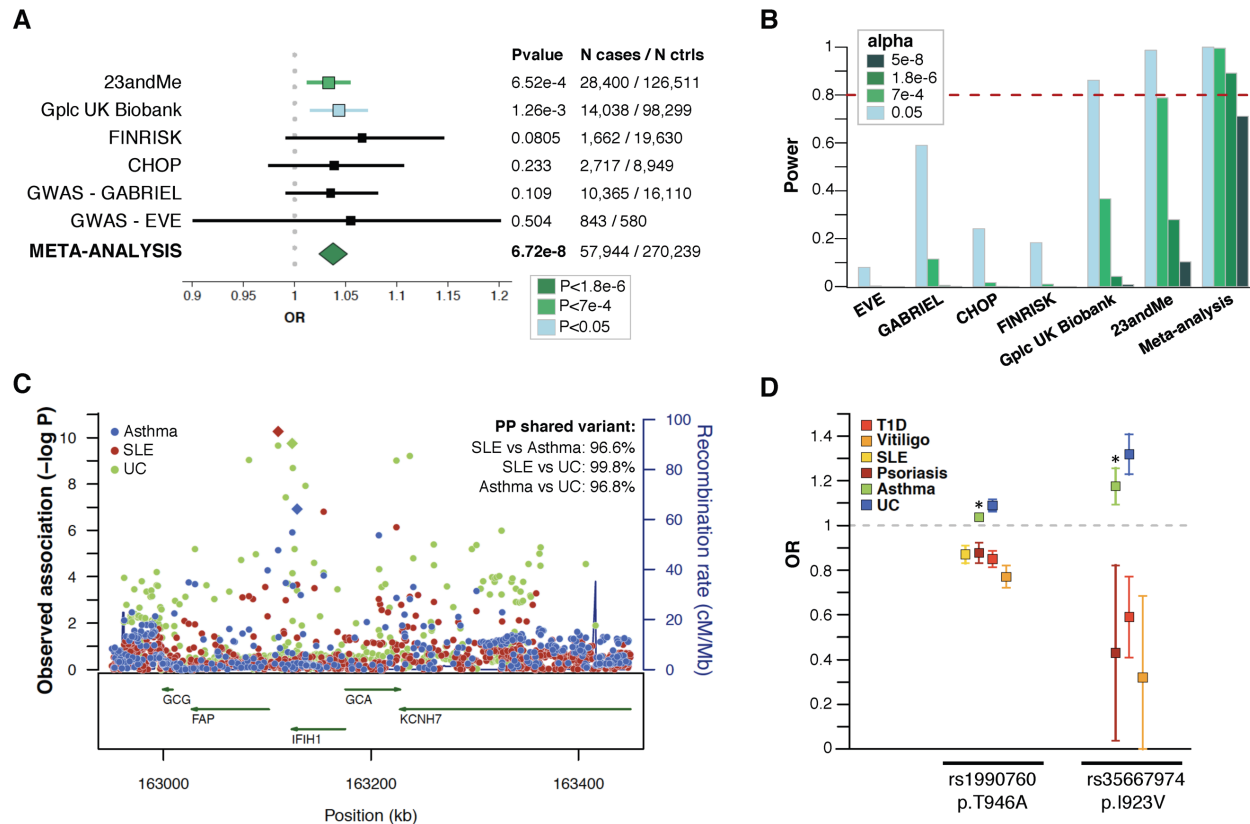 A
Pvalue N cases / N ctrls
23andMe 6.52e-4 28,400 / 126,511
Gplc UK Biobank 1.26e-3 14,038 / 98,299
FINRISK 0.0805 1,662 / 19,630
CHOP 0.233 2,717 / 8,949
GWAS - GABRIEL 0.109 10,365 / 16,110
GWAS - EVE 0.504 843 / 580
META-ANALYSIS 6.72e-8 57,944 / 270,239
0.9 0.95 1 1.05 1.1 1.15 1.2
OR
P<1.8e-6
P<7e-4
P<0.05
B
alpha
5e-8
1.8e-6
7e-4
0.05
Power
1
0.8
0.6
0.4
0.2
0
EVE
GABRIEL
CHOP
FINRISK
Gplc UK Biobank
23andMe
Meta-analysis
C
Observed association (−log P)
10
8
6
4
2
0
Asthma
SLE
UC
PP shared variant:
SLE vs Asthma: 96.6%
SLE vs UC: 99.8%
Asthma vs UC: 96.8%
100
80
60
40
20
0
Recombination rate (cM/Mb)
GCG
FAP
IFIH1
GCA
KCNH7
163000 163200 163400
Position (kb)
D
T1D
Vitiligo
SLE
Psoriasis
Asthma
UC
OR
1.4
1.2
1
0.8
0.6
0.4
0.2
0
*
*
rs1990760
p.T946A
rs35667974
p.I923V